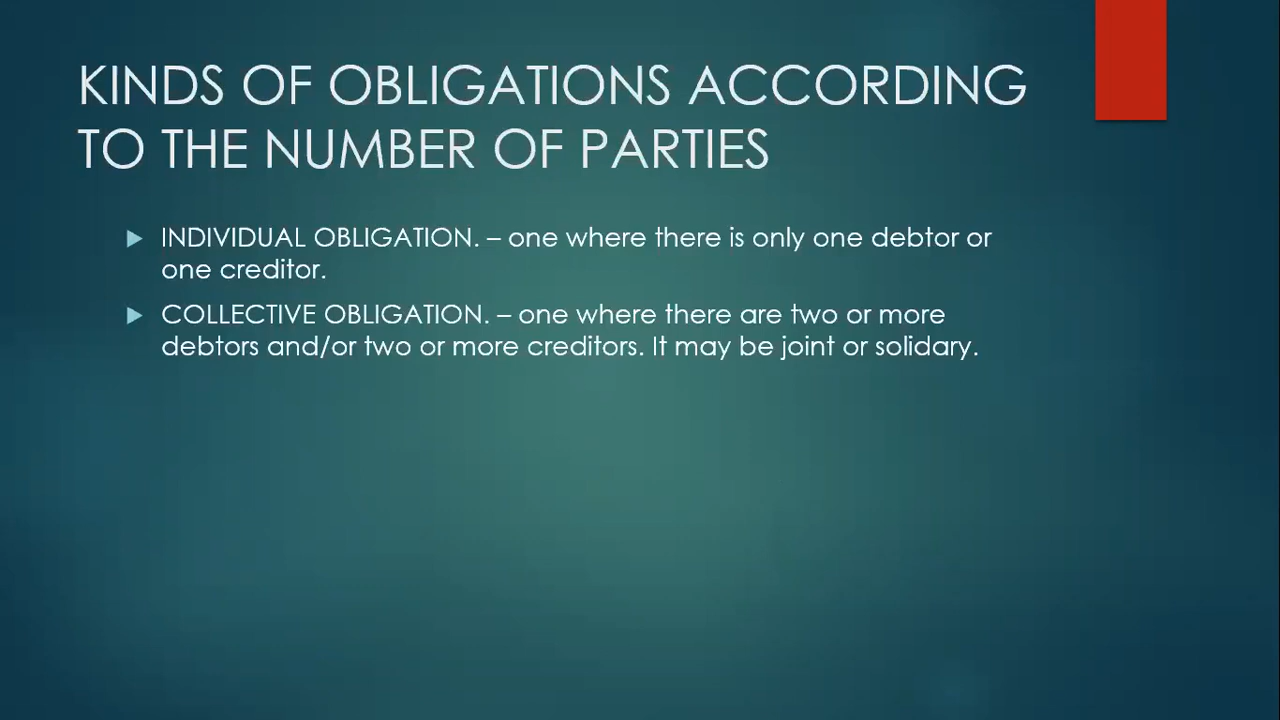 KINDS OF OBLIGATIONS ACCORDING
TO THE NUMBER OF PARTIES
INDIVIDUAL OBLIGATION. – one where there is only one debtor or
one creditor.
COLLECTIVE OBLIGATION. – one where there are two or more
debtors and/or two or more creditors. It may be joint or solidary.